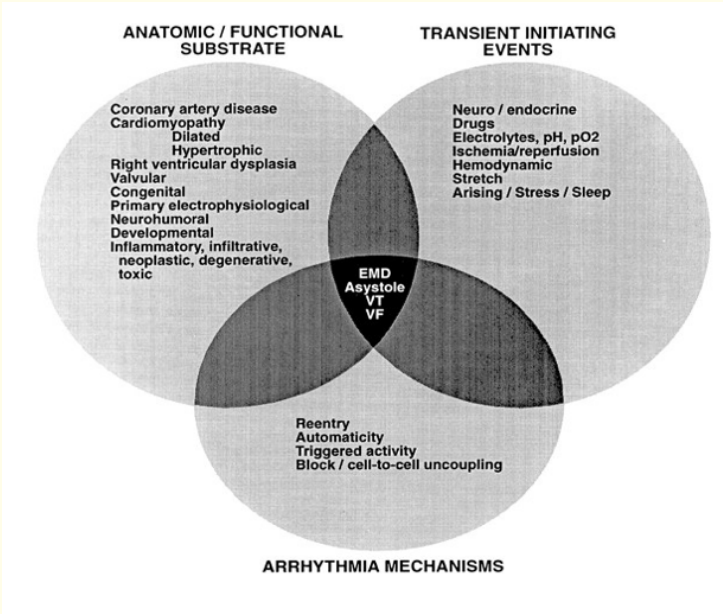 ANATOMIC / FUNCTIONAL
SUBSTRATE
TRANSIENT INITIATING
EVENTS
Coronary artery disease
Cardiomyopathy
Dilated
Hypertrophic
Right ventricular dysplasia
Valvular
Congenital
Primary electrophysiological
Neurohumoral
Developmental
Inflammatory, infiltrative,
neoplastic, degenerative,
toxic
Neuro / endocrine
Drugs
Electrolytes, pH, pO2
Ischemia/reperfusion
Hemodynamic
Stretch
Arising / Stress / Sleep
EMD
Asystole
VT
VF
Reentry
Automaticity
Triggered activity
Block / cell-to-cell uncoupling
ARRHYTHMIA MECHANISMS